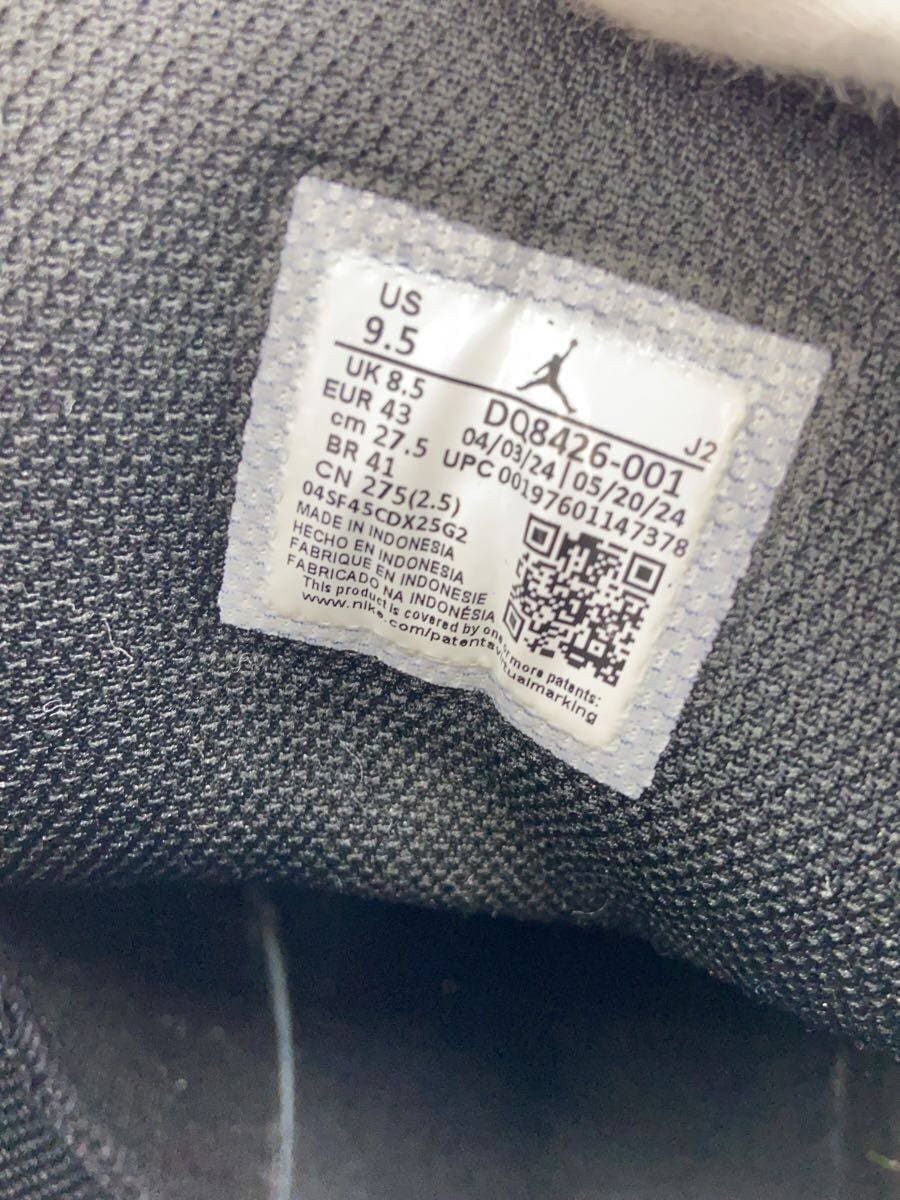 US
9.5
J2
UK 8.5
EUR 43
cm 27.5
BR 41
CN 275(2.5)
DQ8426-001
04/03/24 | 05/20/24
UPC 00197601147378
04SF45CDX25G2
MADE IN INDONESIA
HECHO EN INDONESIA
FABRIQUE EN INDONESIE
FABRICADO NA INDONÉSIA
This product is covered by one or more patents:
www.nike.com/patentsvirtualmarking